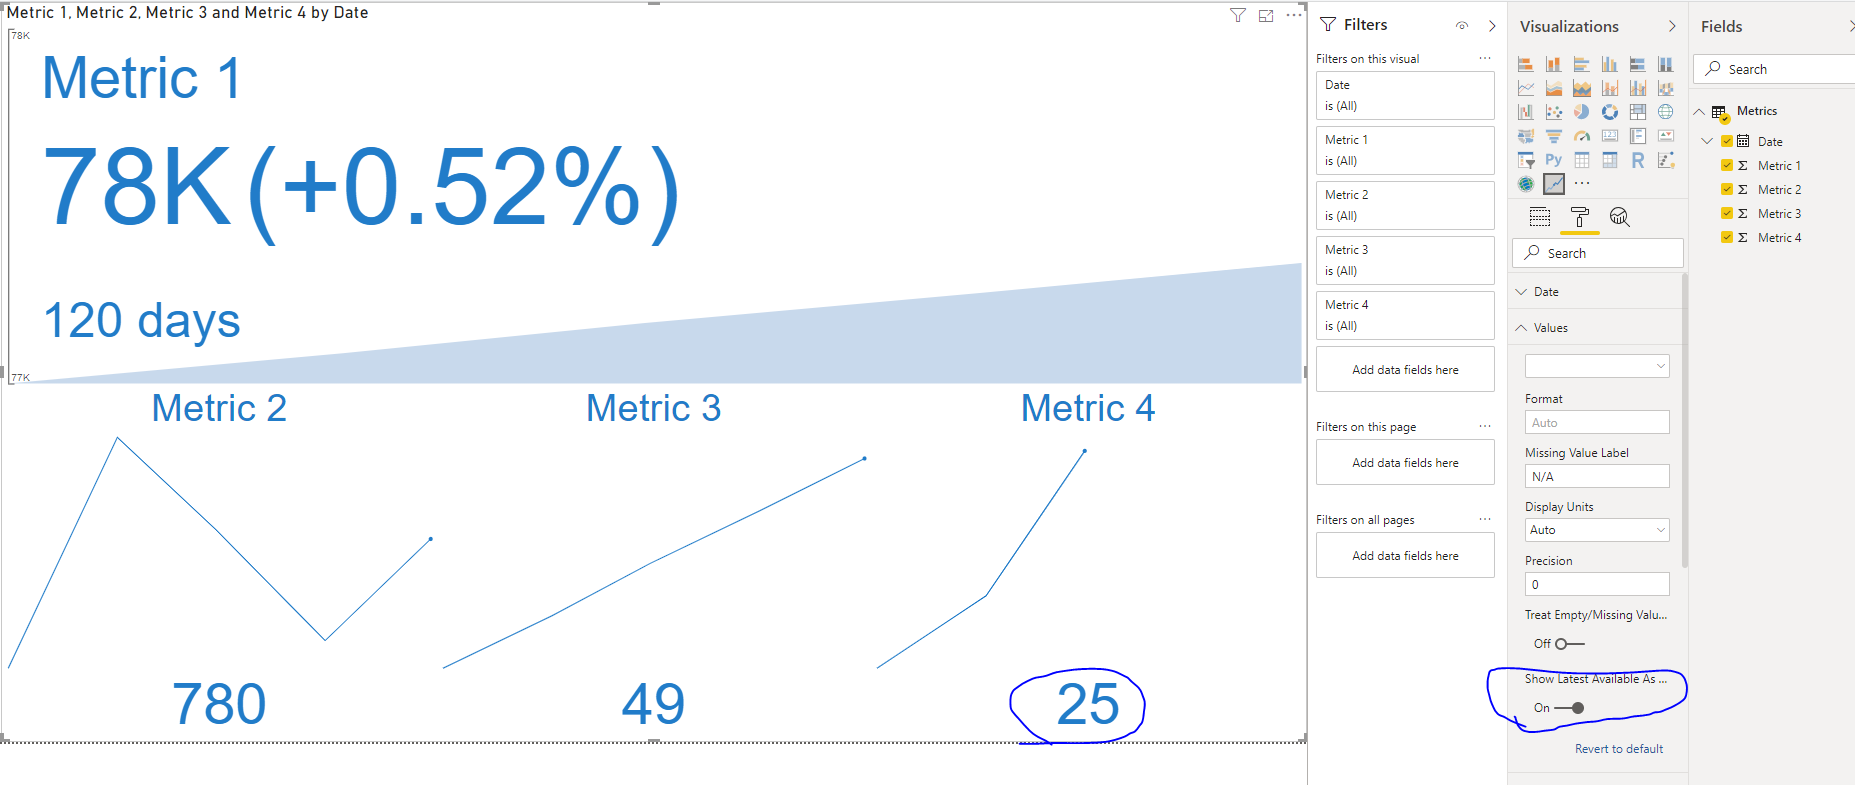 Metric 1, Metric 2, Metric 3 and Metric 4 by Date
78K
Metric 1
78K(+0.52%)
120 days
77K
Metric 2
Metric 3
Metric 4
780
49
25
Filters
Filters on this visual
Date
is (All)
Metric 1
is (All)
Metric 2
is (All)
Metric 3
is (All)
Metric 4
is (All)
Add data fields here
Filters on this page
Add data fields here
Filters on all pages
Add data fields here
Visualizations
123
Py
R
Search
Date
Values
Format
Auto
Missing Value Label
N/A
Display Units
Auto
Precision
0
Treat Empty/Missing Valu...
Off
Show Latest Available As ...
On
Revert to default
Fields
Search
Metrics
Date
Σ Metric 1
Σ Metric 2
Σ Metric 3
Σ Metric 4